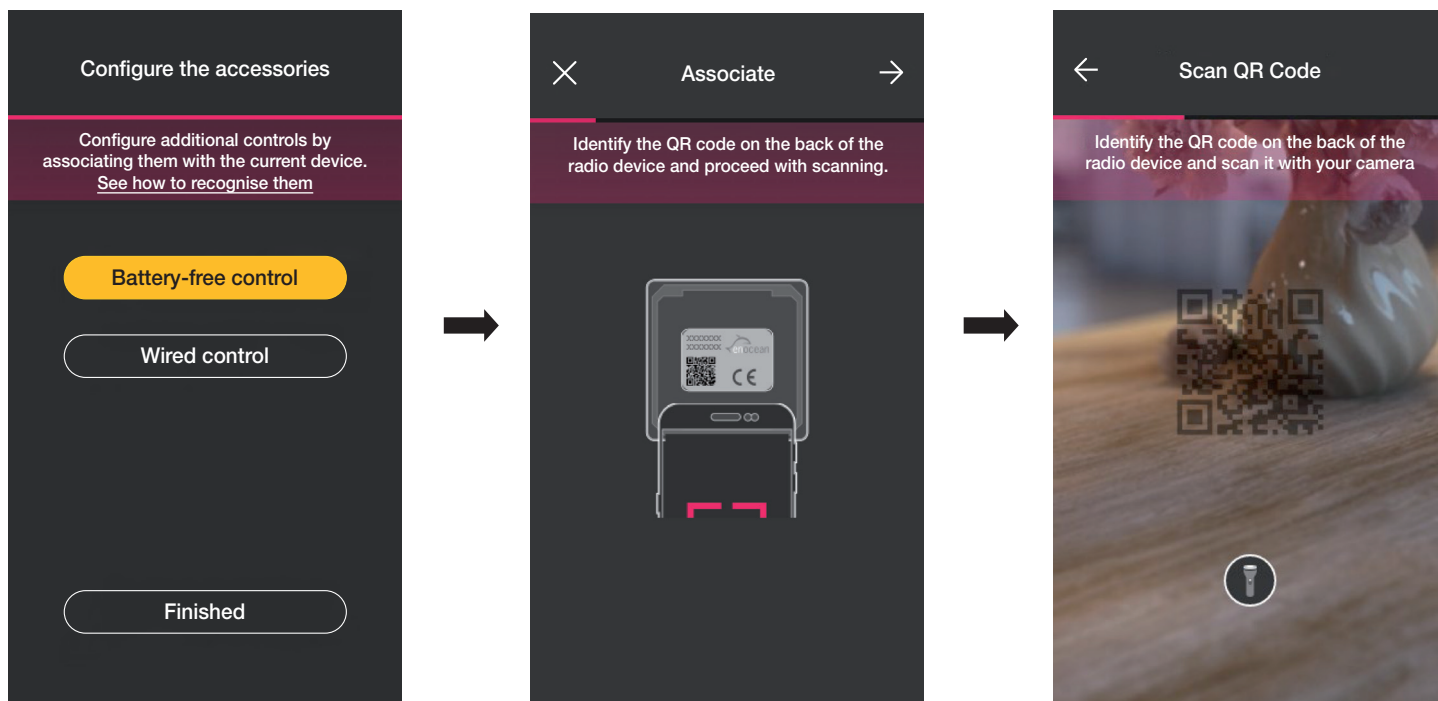 Configure the accessories
Configure additional controls by
associating them with the current device.
See how to recognise them
Battery-free control
Wired control
Finished
Associate
Identify the QR code on the back of the
radio device and proceed with scanning.
XXXXXXX
XXXXXXX
enocean
CE
Scan QR Code
Identify the QR code on the back of the
radio device and scan it with your camera